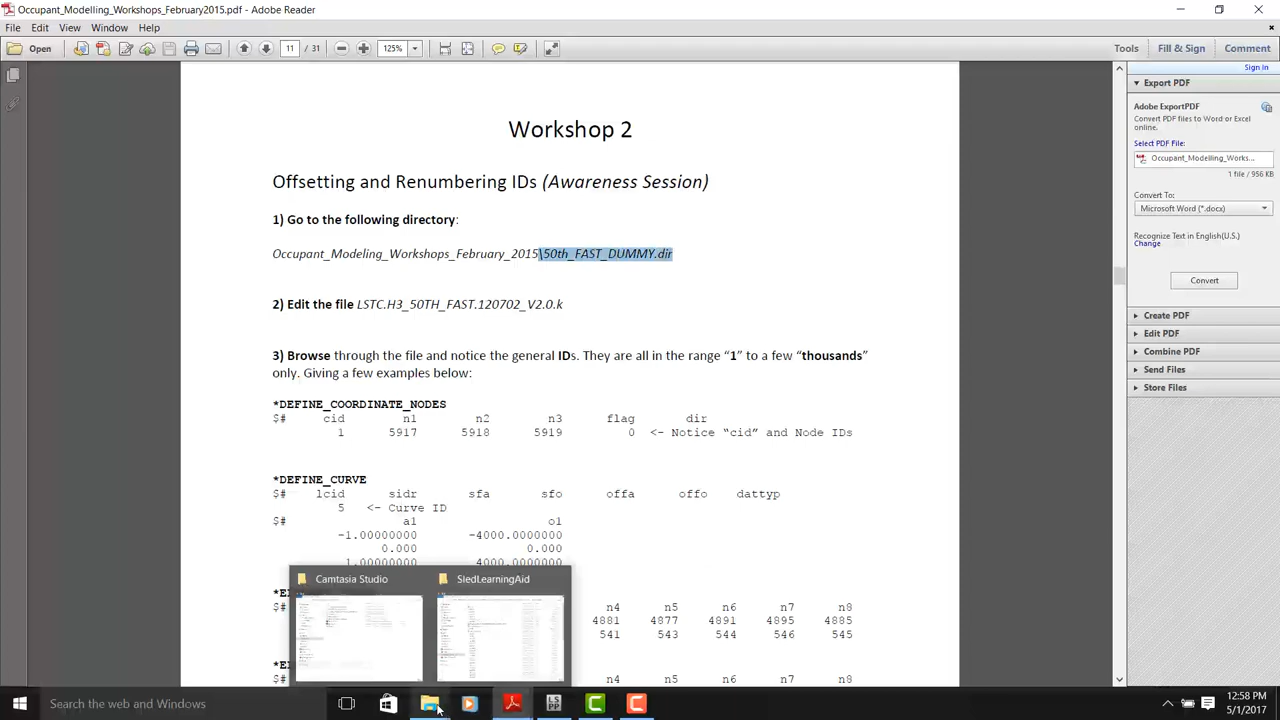 Occupant_Modelling_Workshops_February2015.pdf - Adobe Reader
File Edit View Window Help
Open 11 / 31 125% Tools Fill & Sign Comment
Sign In
Export PDF
Adobe ExportPDF
Convert PDF files to Word or Excel online.
Select PDF File:
Occupant_Modelling_Works...
1 file / 956 KB
Convert To:
Microsoft Word (*.docx)
Recognize Text in English(U.S.)
Change
Convert
Create PDF
Edit PDF
Combine PDF
Send Files
Store Files
Workshop 2
Offsetting and Renumbering IDs (Awareness Session)
1) Go to the following directory:
Occupant_Modeling_Workshops_February_2015\50th_FAST_DUMMY.dir
2) Edit the file LSTC.H3_50TH_FAST.120702_V2.0.k
3) Browse through the file and notice the general IDs. They are all in the range “1” to a few “thousands”
only. Giving a few examples below:
*DEFINE_COORDINATE_NODES
$# cid n1 n2 n3 flag dir
1 5917 5918 5919 0 <- Notice “cid” and Node IDs
*DEFINE_CURVE
$# lcid sidr sfa sfo offa offo dattyp
5 <- Curve ID
$# a1 o1
-1.00000000 -4000.0000000
0.000 0.000
1.00000000 4000.0000000
*E
n4 n5 n6 n7 n8
4881 4877 4891 4895 4885
541 543 544 546 545
*E
$# n4 n5 n6 n7 n8
Camtasia Studio SledLearningAid
Search the web and Windows
LS
PP
12:58 PM
5/1/2017